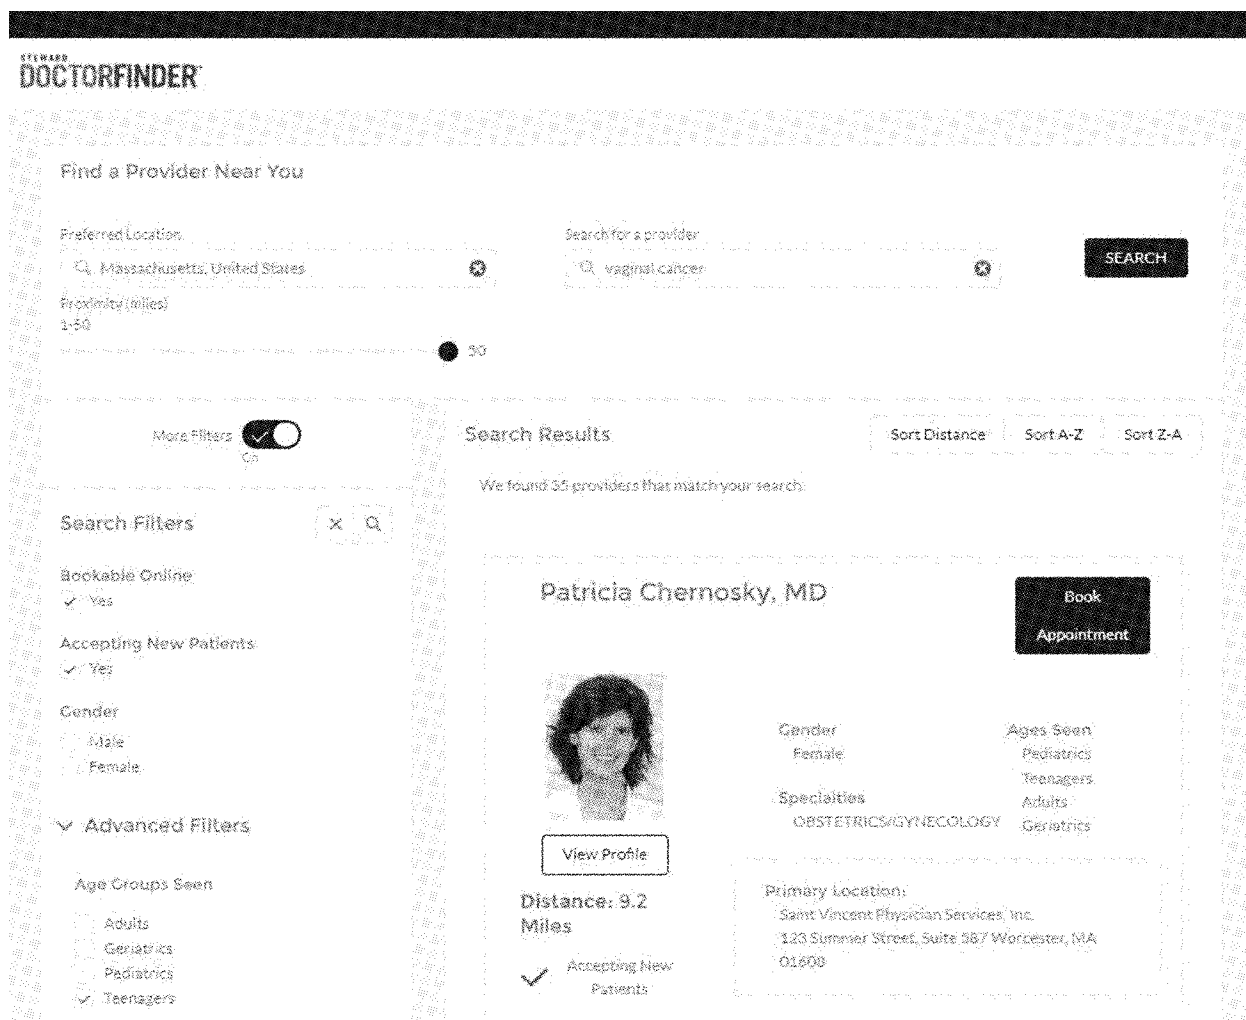 STEWARD
DOCTORFINDER
Find a Provider Near You
Preferred Location
Massachusetts, United States
Search for a provider
vaginal cancer
SEARCH
Proximity (miles)
1-50
50
More Filters
On
Search Results
Sort Distance
Sort A-Z
Sort Z-A
We found 35 providers that match your search.
Search Filters
Bookable Online
Yes
Accepting New Patients
Yes
Gender
Male
Female
Advanced Filters
Age Groups Seen
Adults
Geriatrics
Pediatrics
Teenagers
Patricia Chernosky, MD
Book
Appointment
View Profile
Distance: 9.2
Miles
Accepting New
Patients
Gender
Female
Specialties
OBSTETRICS/GYNECOLOGY
Ages Seen
Pediatrics
Teenagers
Adults
Geriatrics
Primary Location:
Saint Vincent Physician Services, Inc.
123 Summer Street, Suite 587 Worcester, MA
01608